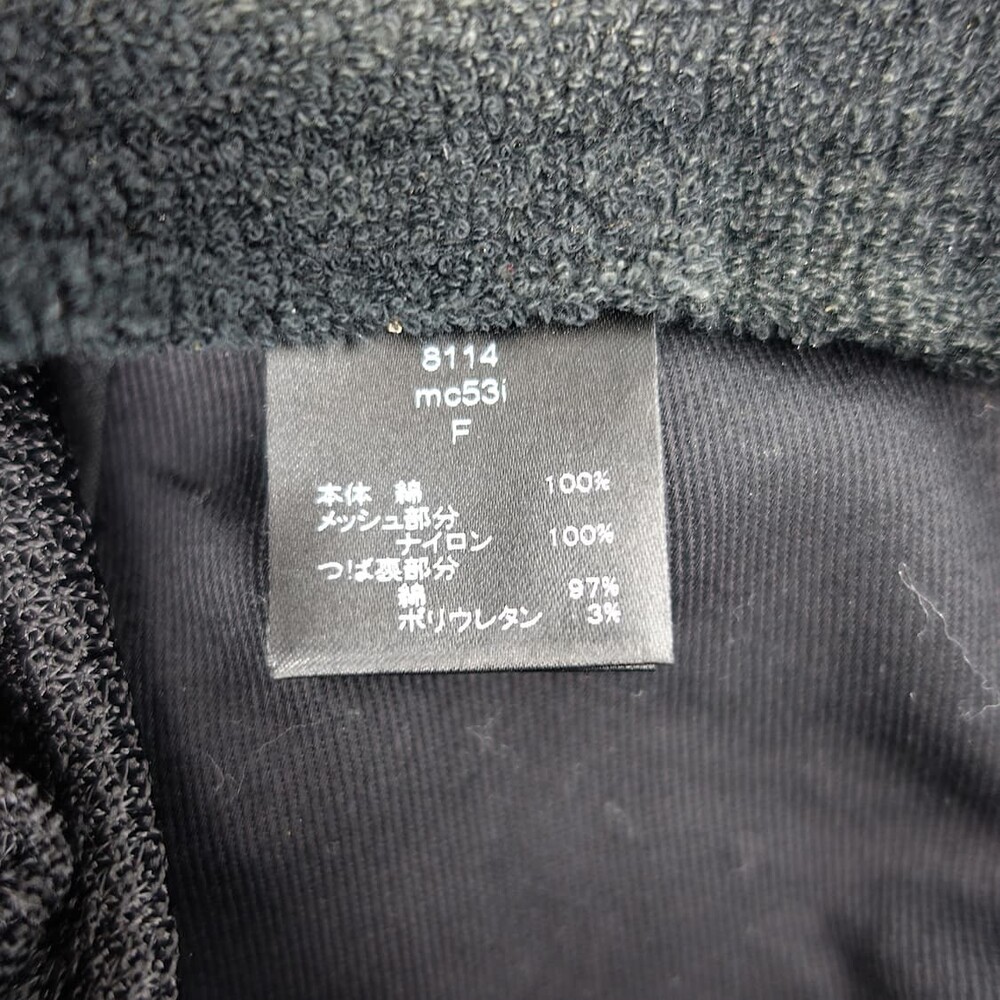 8114
mc53i
F
本体 綿 100%
メッシュ部分
ナイロン 100%
つば裏部分
綿 97%
ポリウレタン 3%